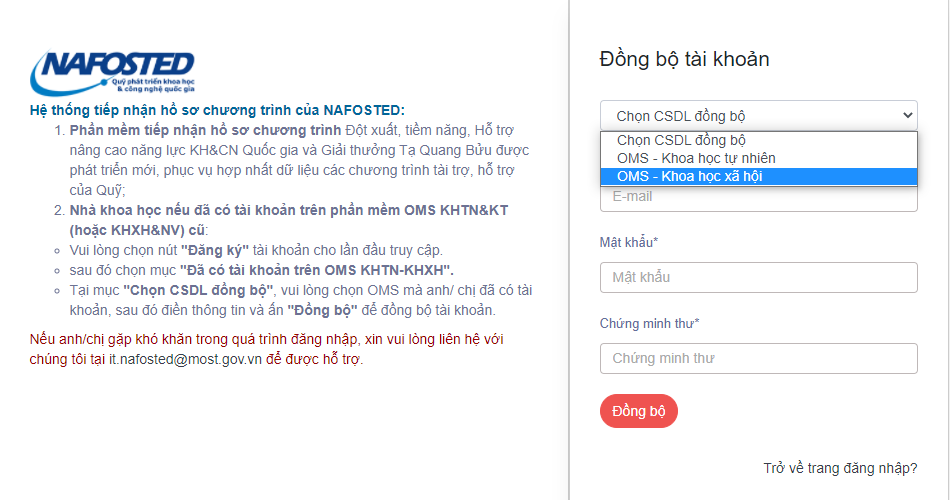 NAFOSTED
Quỹ phát triển khoa học
& công nghệ quốc gia
Hệ thống tiếp nhận hồ sơ chương trình của NAFOSTED:
1. Phần mềm tiếp nhận hồ sơ chương trình Đột xuất, tiềm năng, Hỗ trợ
nâng cao năng lực KH&CN Quốc gia và Giải thưởng Tạ Quang Bửu được
phát triển mới, phục vụ hợp nhất dữ liệu các chương trình tài trợ, hỗ trợ
của Quỹ;
2. Nhà khoa học nếu đã có tài khoản trên phần mềm OMS KHTN&KT
(hoặc KHXH&NV) cũ:
Vui lòng chọn nút "Đăng ký" tài khoản cho lần đầu truy cập.
sau đó chọn mục "Đã có tài khoản trên OMS KHTN-KHXH".
Tại mục "Chọn CSDL đồng bộ", vui lòng chọn OMS mà anh/ chị đã có tài
khoản, sau đó điền thông tin và ấn "Đồng bộ" để đồng bộ tài khoản.
Nếu anh/chị gặp khó khăn trong quá trình đăng nhập, xin vui lòng liên hệ với
chúng tôi tại it.nafosted@most.gov.vn để được hỗ trợ.
Đồng bộ tài khoản
Chọn CSDL đồng bộ
Chọn CSDL đồng bộ
OMS - Khoa học tự nhiên
OMS - Khoa học xã hội
E-mail
Mật khẩu*
Mật khẩu
Chứng minh thư*
Chứng minh thư
Đồng bộ
Trở về trang đăng nhập?